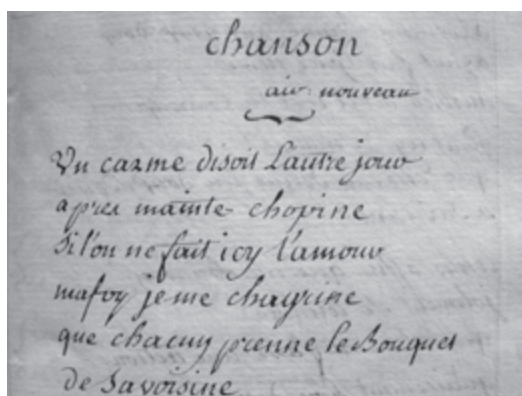 chanson
air nouveau
Un carme disoit L'autre jour
apres mainte chopine
si l'on ne fait icy l'amour
mafoy je me chagrine
que chacun prenne le Bouquet
de sa voisine